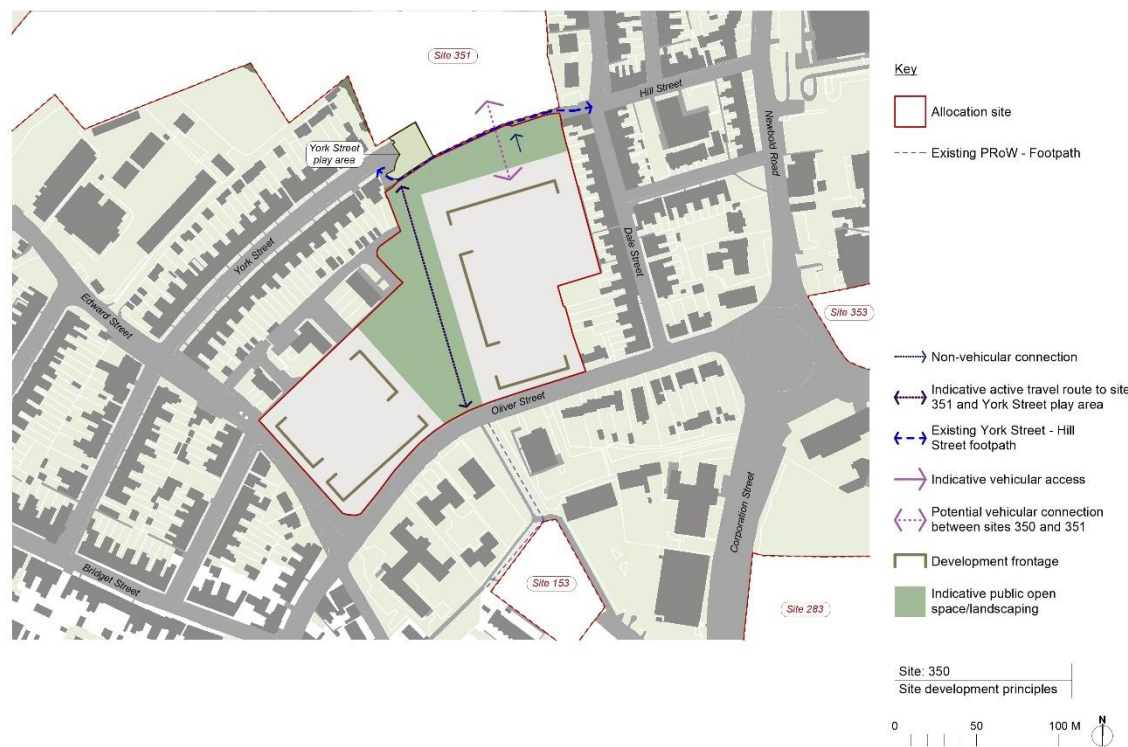 Site 351
Hill Street
York Street
play area
Newbold Road
York Street
Dale Street
Edward Street
Site 353
Oliver Street
Corporation Street
Bridget Street
Site 153
Site 283
Key
Allocation site
Existing PRoW - Footpath
Non-vehicular connection
Indicative active travel route to site
351 and York Street play area
Existing York Street - Hill
Street footpath
Indicative vehicular access
Potential vehicular connection
between sites 350 and 351
Development frontage
Indicative public open
space/landscaping
Site: 350
Site development principles
0 50 100 M
N